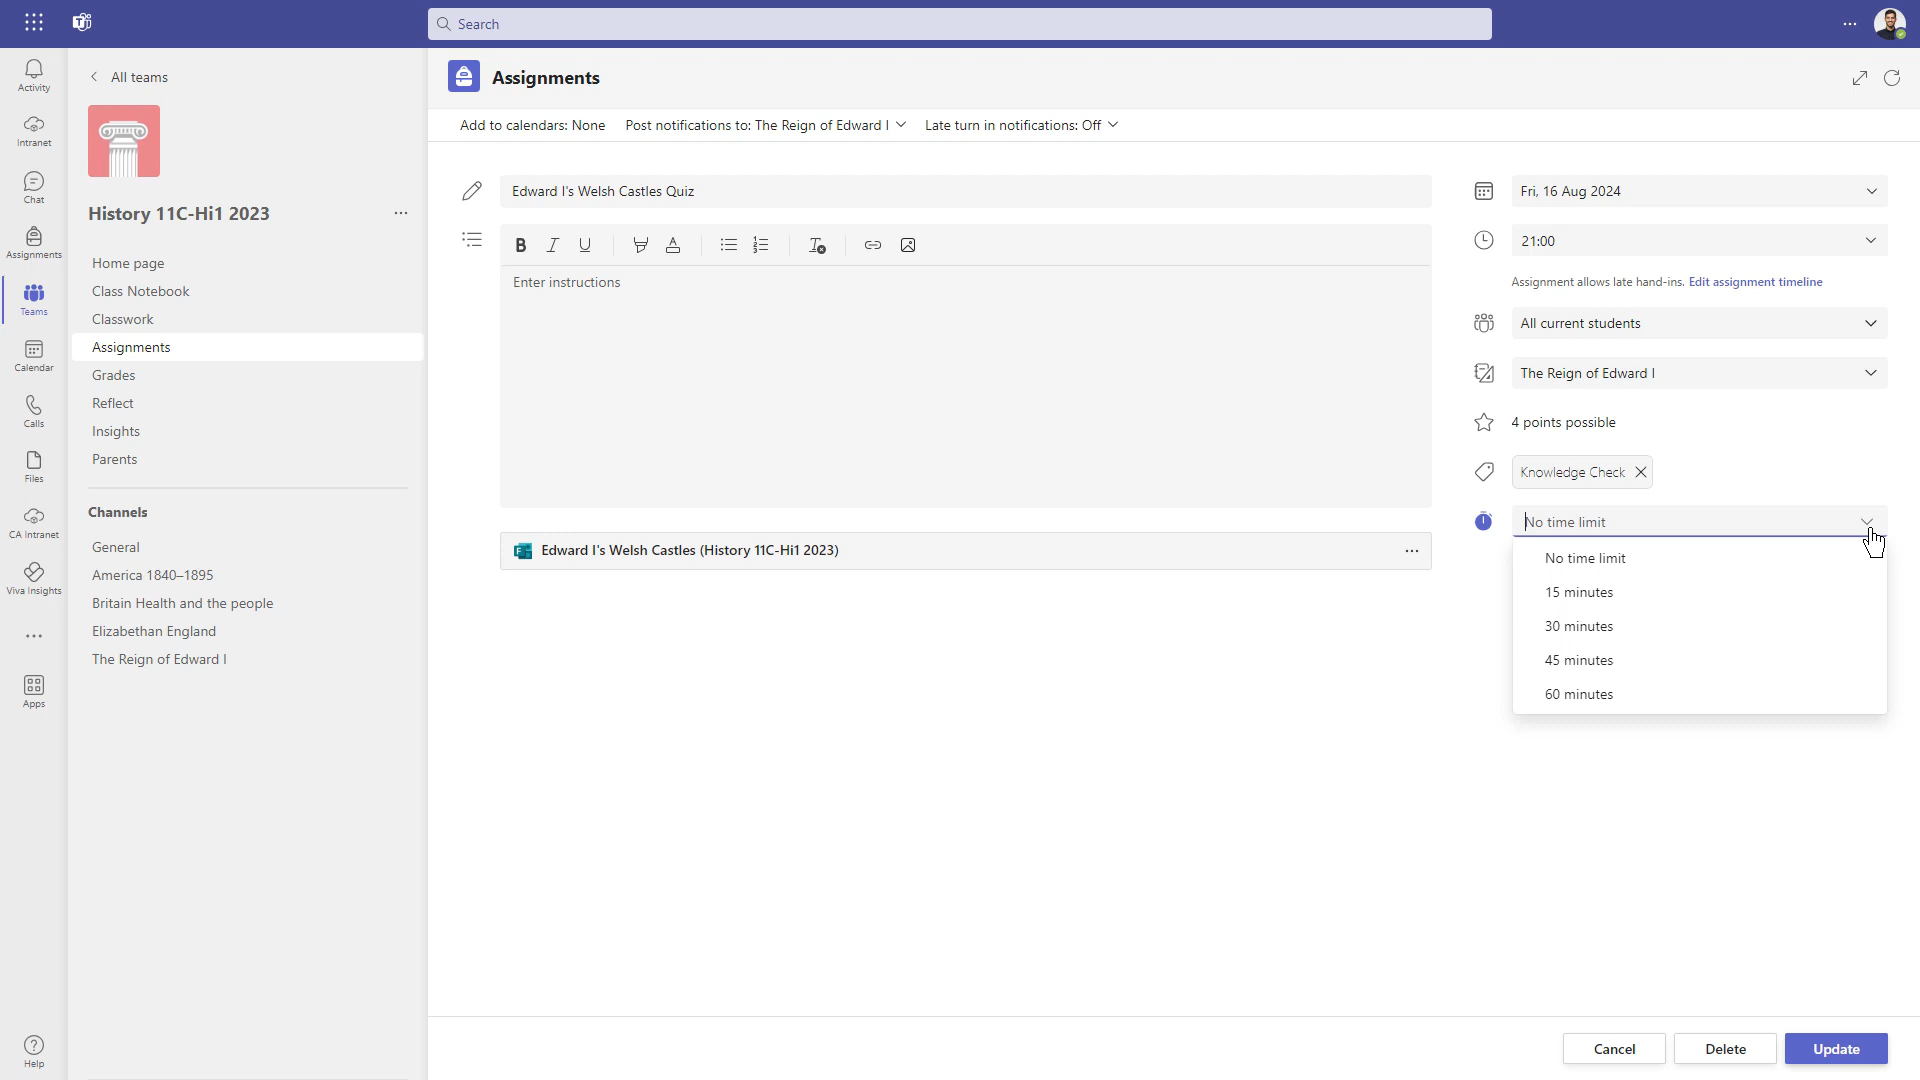 Search
Activity
Intranet
Chat
Assignments
Teams
Calendar
Calls
Files
CA Intranet
Viva Insights
Apps
Help
All teams
History 11C-Hi1 2023
Home page
Class Notebook
Classwork
Assignments
Grades
Reflect
Insights
Parents
Channels
General
America 1840–1895
Britain Health and the people
Elizabethan England
The Reign of Edward I
Assignments
Add to calendars: None Post notifications to: The Reign of Edward I Late turn in notifications: Off
Edward I's Welsh Castles Quiz
Enter instructions
Edward I's Welsh Castles (History 11C-Hi1 2023)
Fri, 16 Aug 2024
21:00
Assignment allows late hand-ins. Edit assignment timeline
All current students
The Reign of Edward I
4 points possible
Knowledge Check
No time limit
No time limit
15 minutes
30 minutes
45 minutes
60 minutes
Cancel
Delete
Update